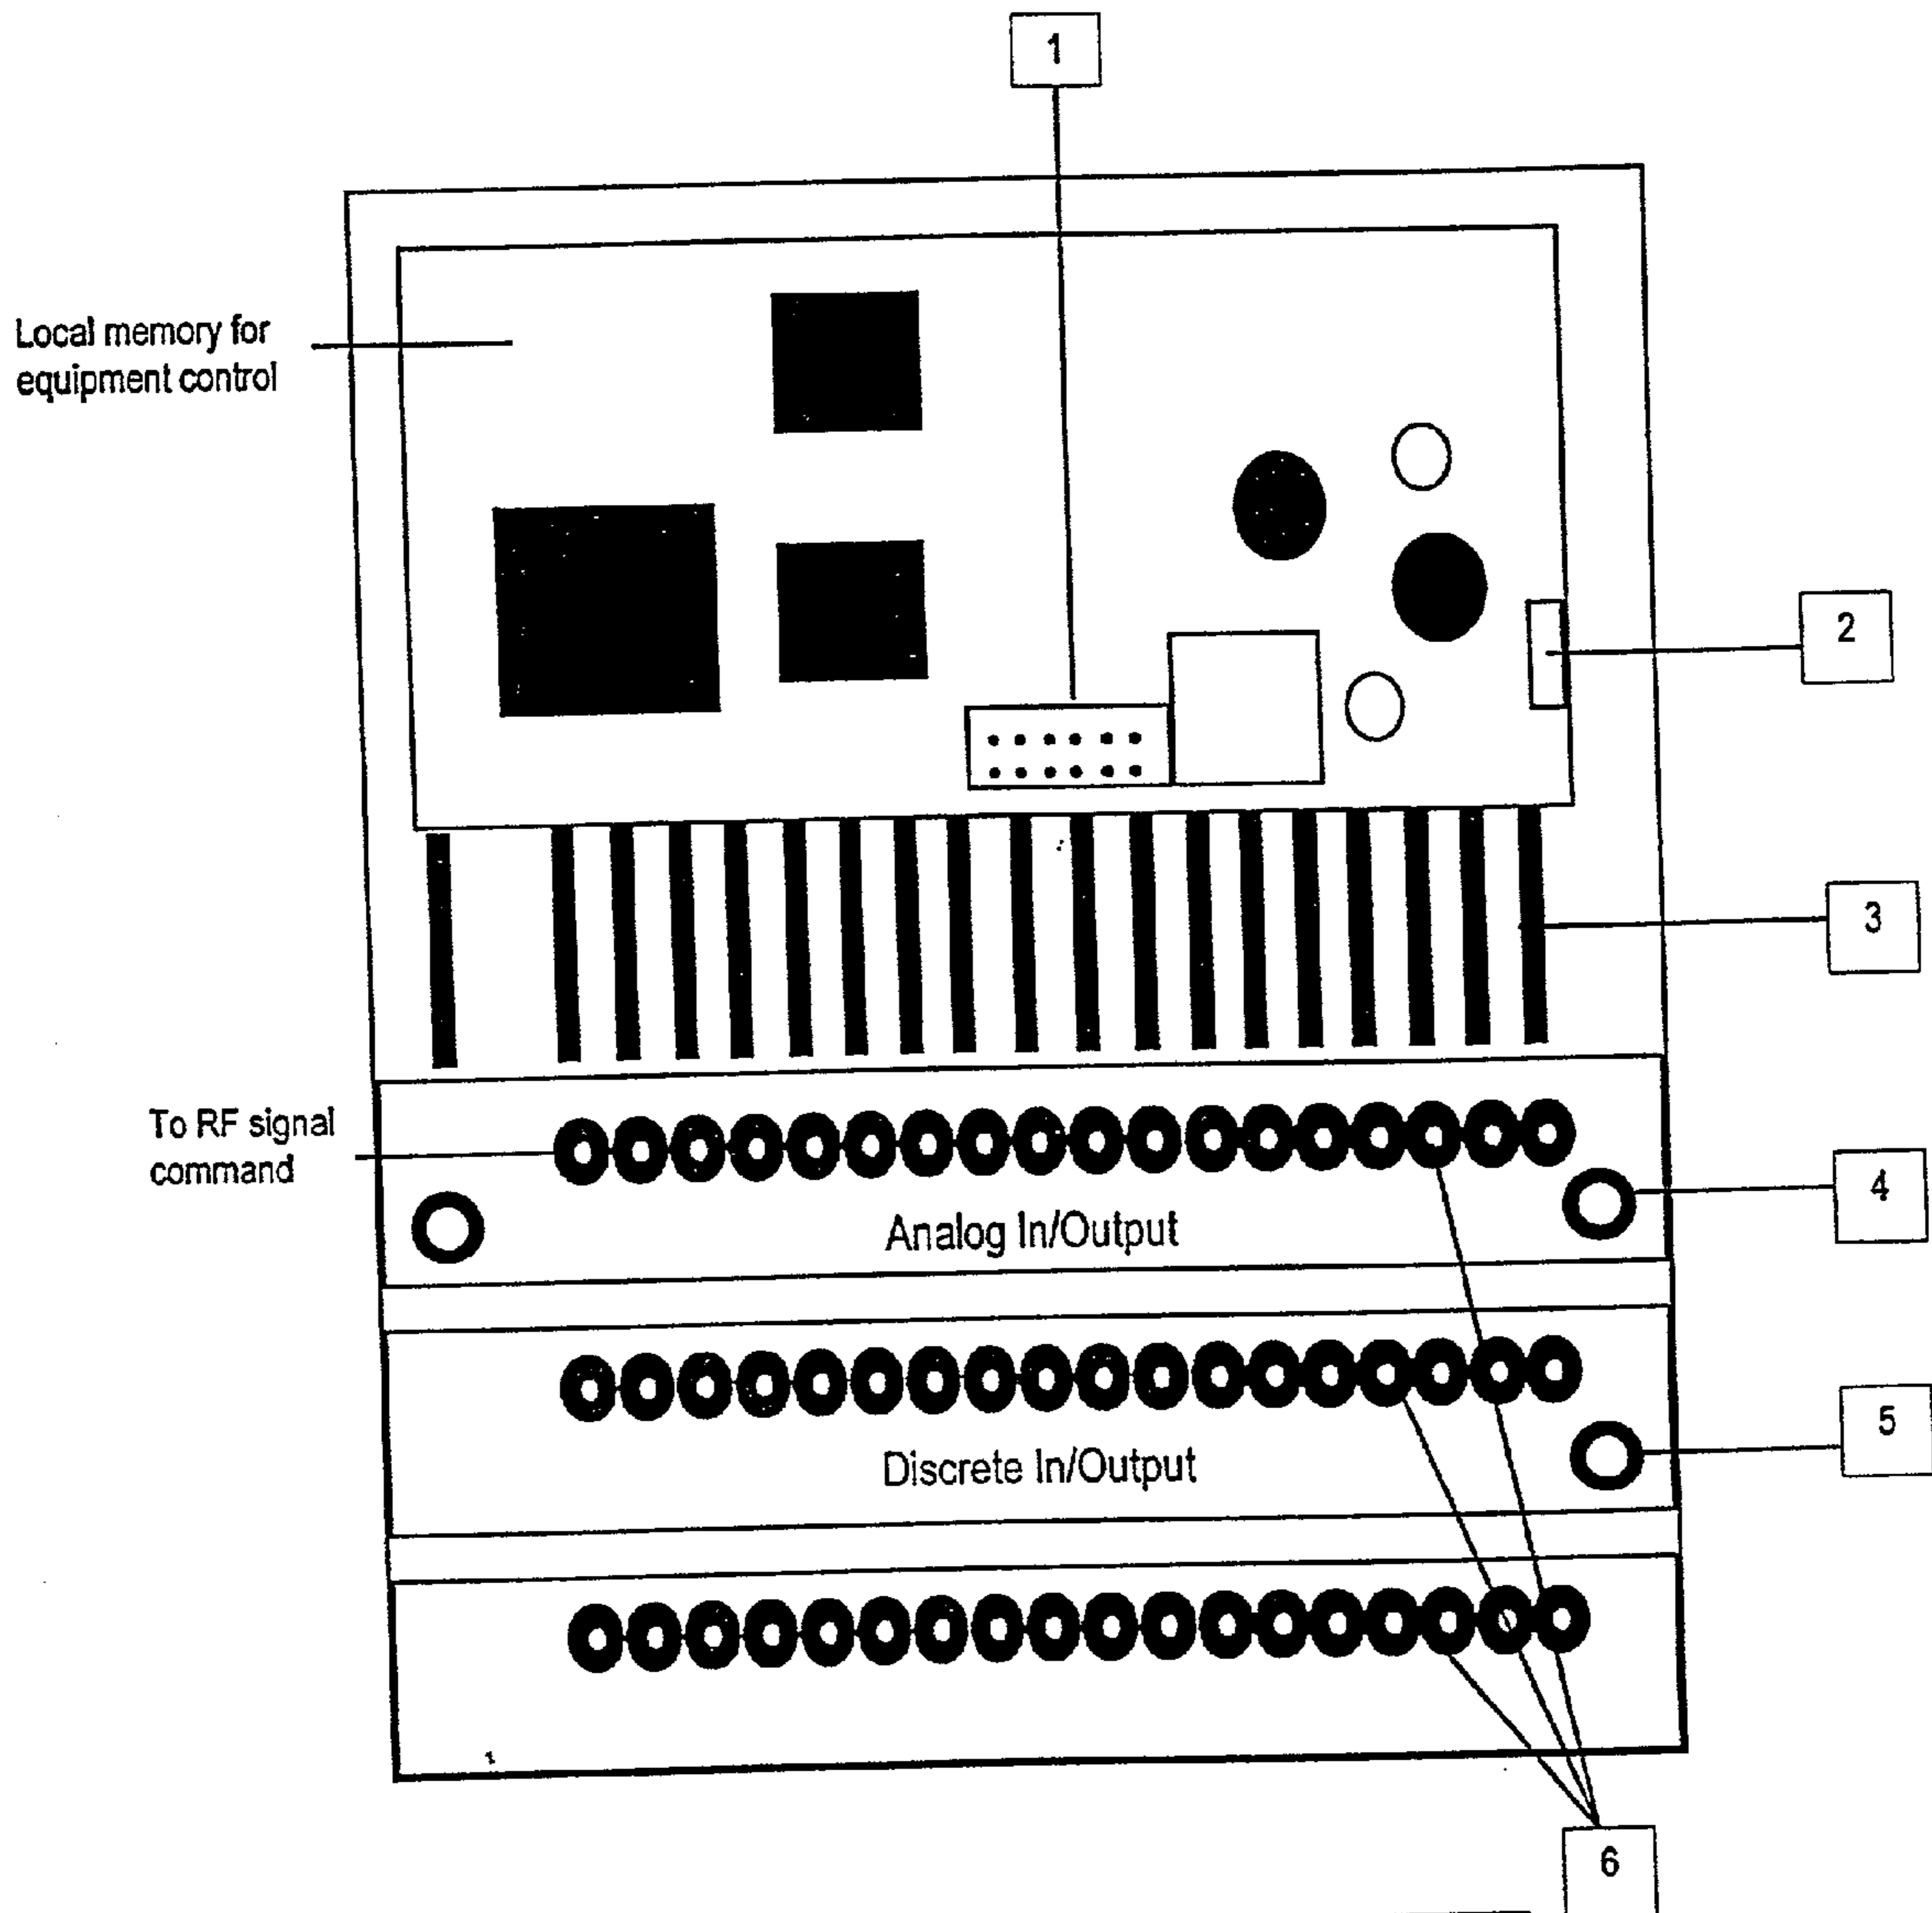 1
Local memory for
equipment control
2
3
To RF signal
command
4
Analog In/Output
5
Discrete In/Output
6